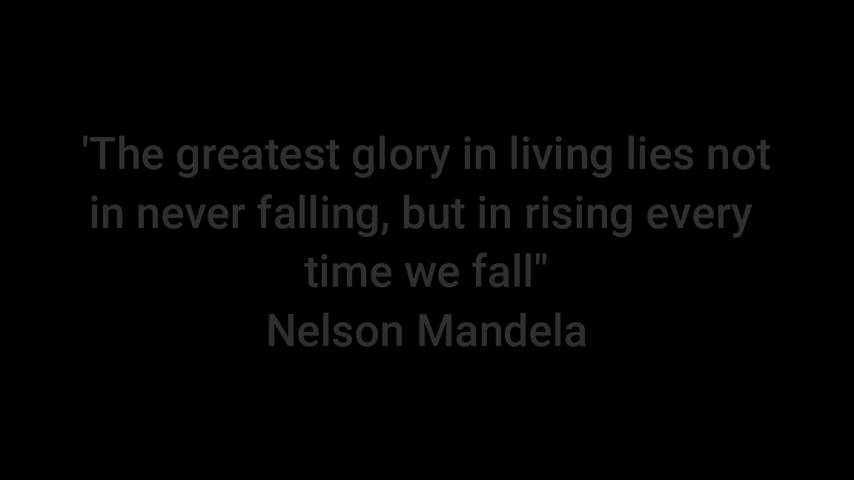 'The greatest glory in living lies not
in never falling, but in rising every
time we fall"
Nelson Mandela